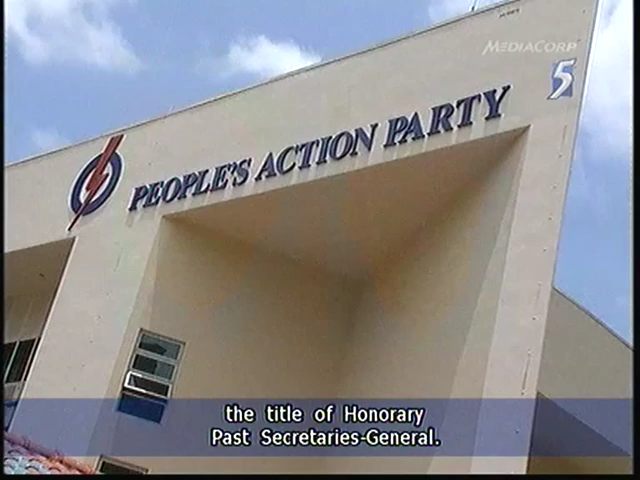 MEDIACORP
5
PEOPLE'S ACTION PARTY
the title of Honorary
Past Secretaries-General.